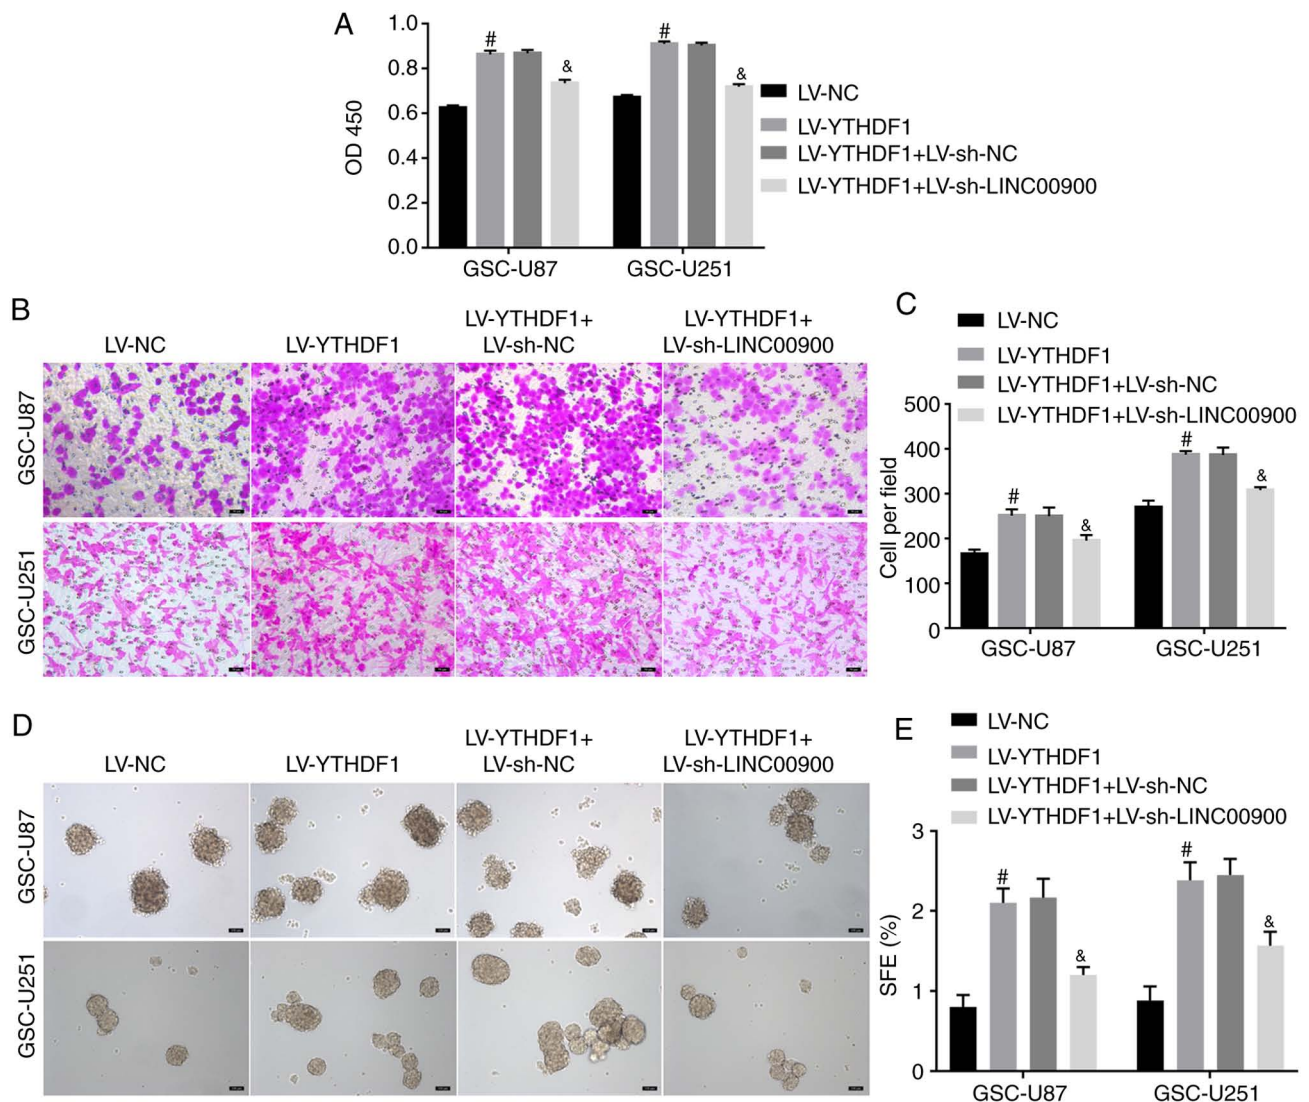 A
1.0
0.8
0.6
0.4
0.2
0.0
OD 450
#
&
#
&
GSC-U87
GSC-U251
LV-NC
LV-YTHDF1
LV-YTHDF1+LV-sh-NC
LV-YTHDF1+LV-sh-LINC00900
B
LV-NC
LV-YTHDF1
LV-YTHDF1+
LV-sh-NC
LV-YTHDF1+
LV-sh-LINC00900
GSC-U87
GSC-U251
C
LV-NC
LV-YTHDF1
LV-YTHDF1+LV-sh-NC
LV-YTHDF1+LV-sh-LINC00900
500
400
300
200
100
0
Cell per field
#
&
#
&
GSC-U87
GSC-U251
D
LV-NC
LV-YTHDF1
LV-YTHDF1+
LV-sh-NC
LV-YTHDF1+
LV-sh-LINC00900
GSC-U87
GSC-U251
E
LV-NC
LV-YTHDF1
LV-YTHDF1+LV-sh-NC
LV-YTHDF1+LV-sh-LINC00900
3
2
1
0
SFE (%)
#
&
#
&
GSC-U87
GSC-U251